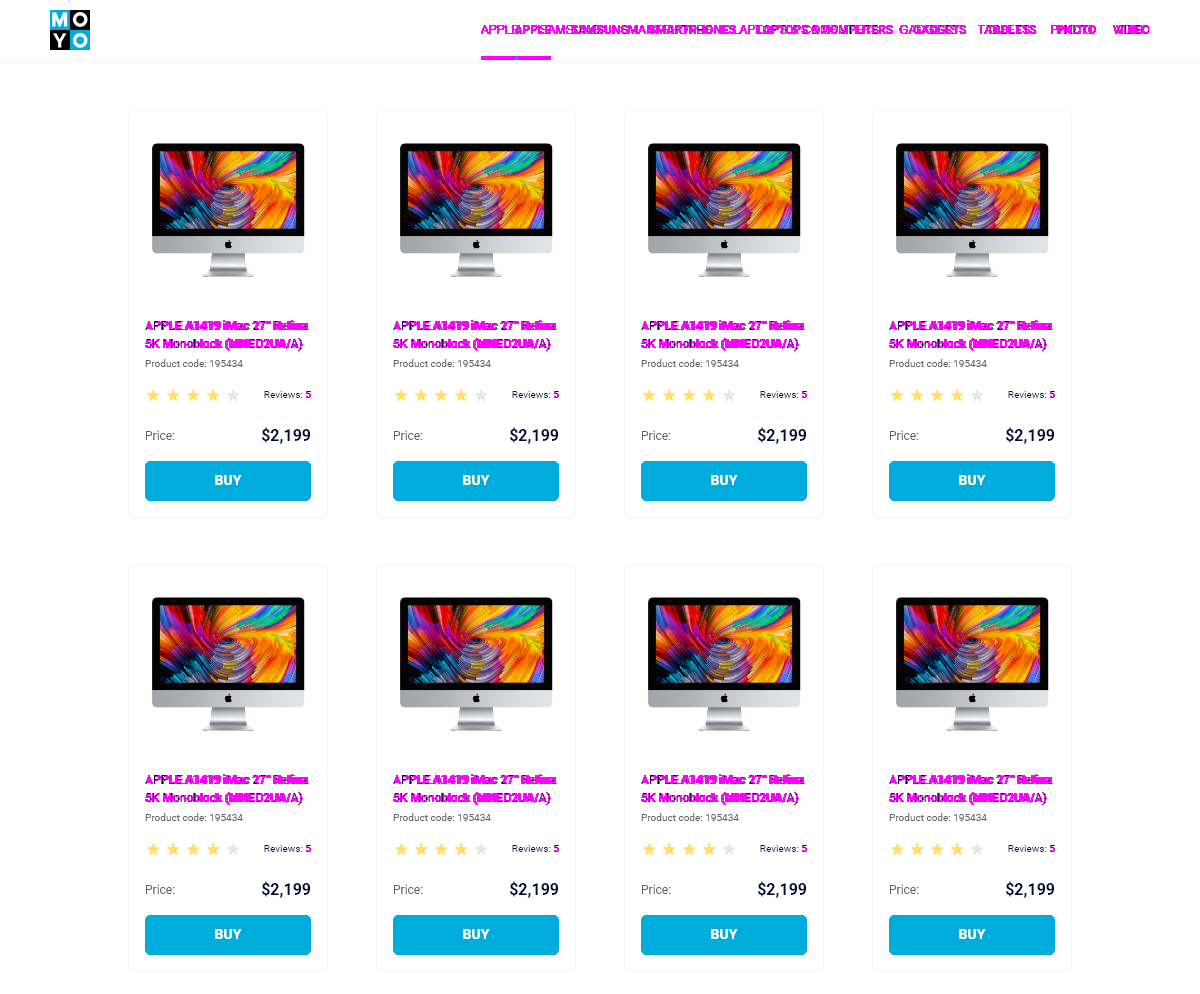 MO
YO
APPLE SAMSUNG SMARTPHONES LAPTOPS & COMPUTERS GADGETS TABLETS PHOTO VIDEO
APPLE A1419 iMac 27" Retina APPLE A1419 iMac 27" Retina APPLE A1419 iMac 27" Retina APPLE A1419 iMac 27" Retina
5K Monoblock (MNED2UA/A) 5K Monoblock (MNED2UA/A) 5K Monoblock (MNED2UA/A) 5K Monoblock (MNED2UA/A)
Product code: 195434 Product code: 195434 Product code: 195434 Product code: 195434
Reviews: 5 Reviews: 5 Reviews: 5 Reviews: 5
Price: $2,199 Price: $2,199 Price: $2,199 Price: $2,199
BUY BUY BUY BUY
APPLE A1419 iMac 27" Retina APPLE A1419 iMac 27" Retina APPLE A1419 iMac 27" Retina APPLE A1419 iMac 27" Retina
5K Monoblock (MNED2UA/A) 5K Monoblock (MNED2UA/A) 5K Monoblock (MNED2UA/A) 5K Monoblock (MNED2UA/A)
Product code: 195434 Product code: 195434 Product code: 195434 Product code: 195434
Reviews: 5 Reviews: 5 Reviews: 5 Reviews: 5
Price: $2,199 Price: $2,199 Price: $2,199 Price: $2,199
BUY BUY BUY BUY